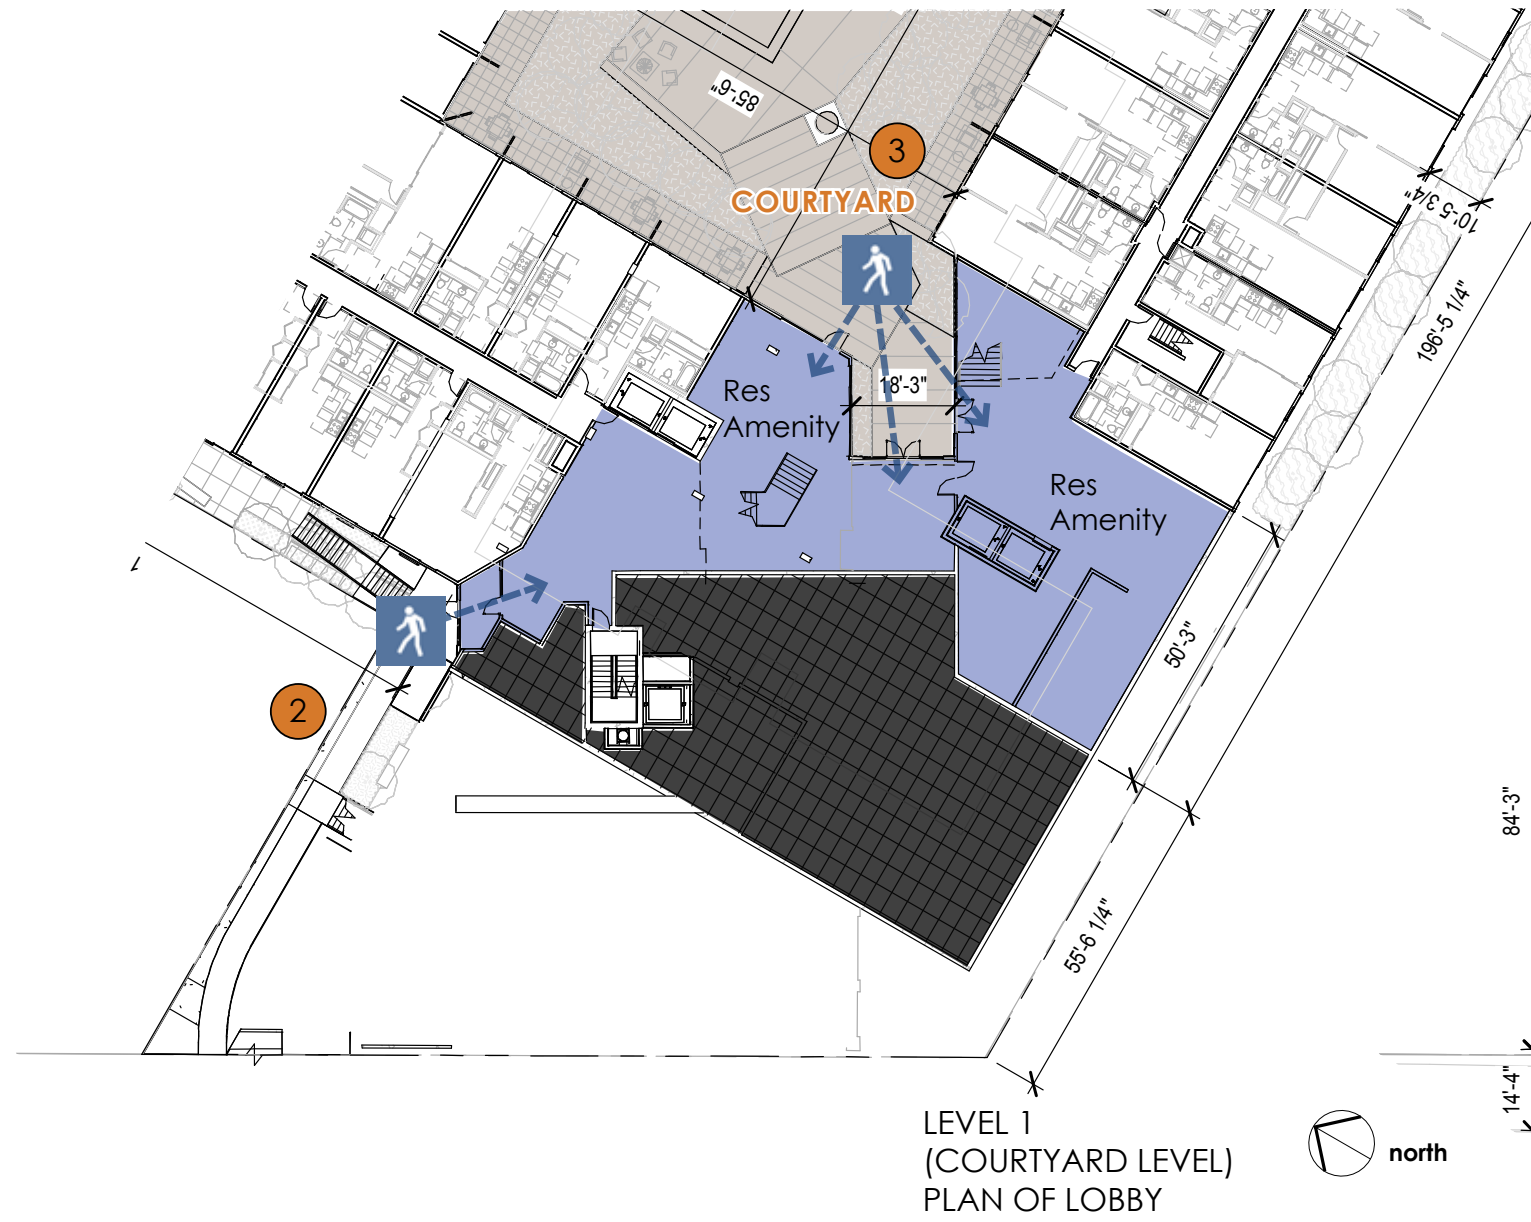 85'-6"
3
COURTYARD
10'-5 3/4"
196'-5 1/4"
18'-3"
Res
Amenity
Res
Amenity
1
50'-3"
2
84'-3"
55'-6 1/4"
14'-4"
LEVEL 1
(COURTYARD LEVEL)
PLAN OF LOBBY
north